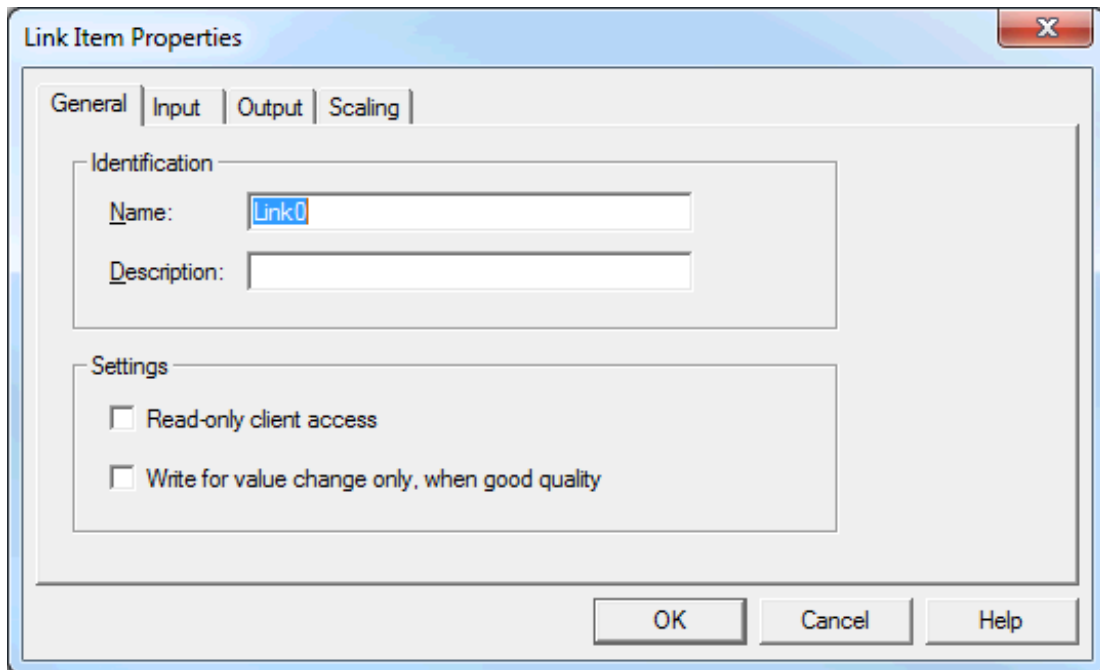 Link Item Properties
General Input Output Scaling
Identification
Name: Link0
Description:
Settings
Read-only client access
Write for value change only, when good quality
OK Cancel Help